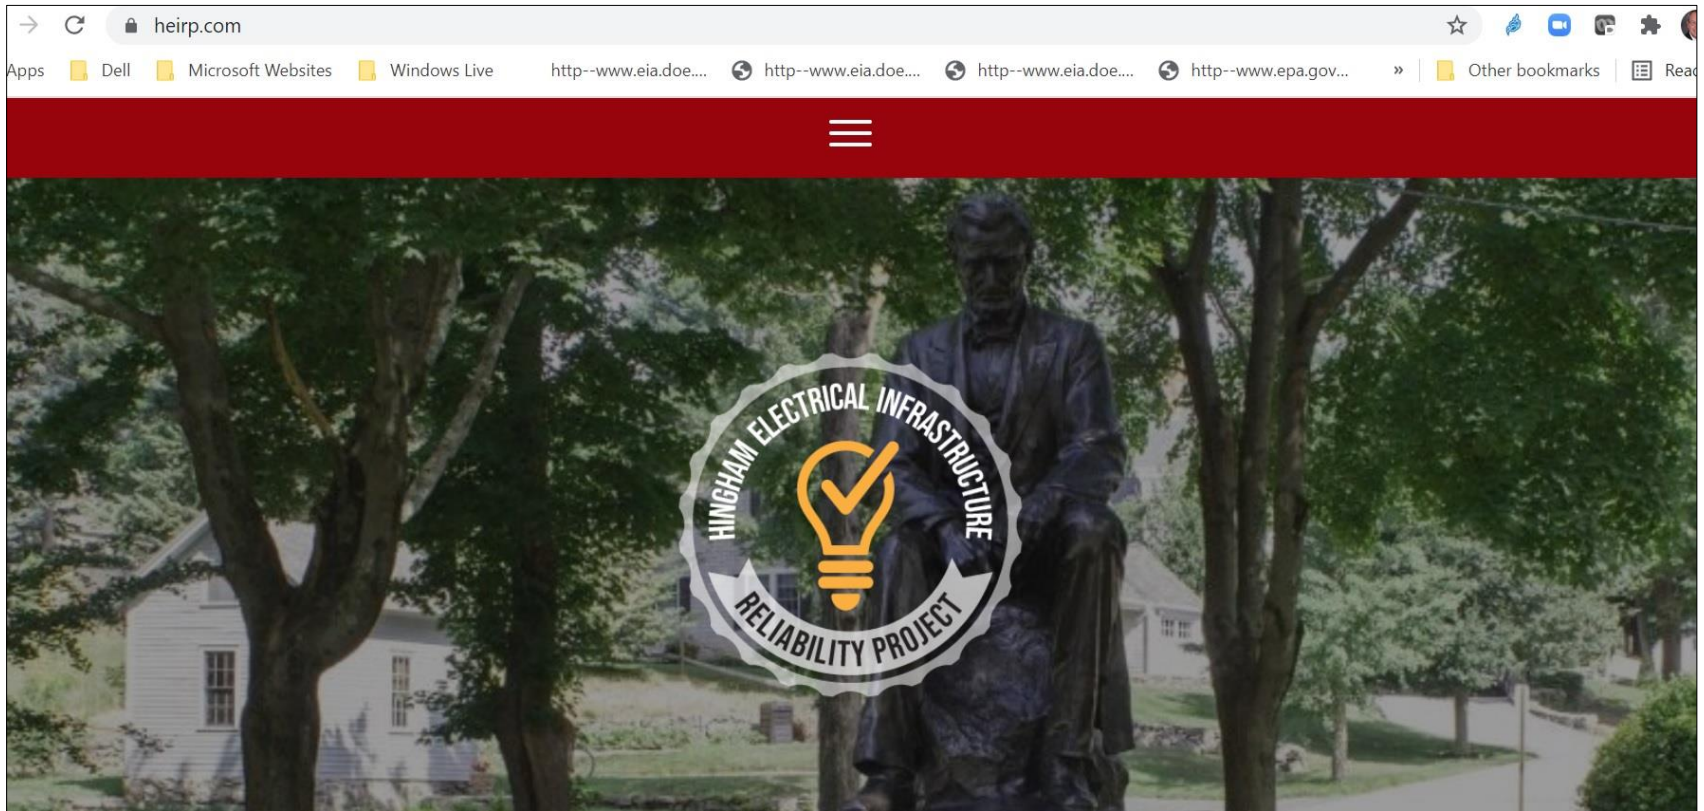 heirp.com
Apps Dell Microsoft Websites Windows Live http--www.eia.doe.... http--www.eia.doe.... http--www.eia.doe.... http--www.epa.gov... » Other bookmarks Read
HINGHAM ELECTRICAL INFRASTRUCTURE
RELIABILITY PROJECT